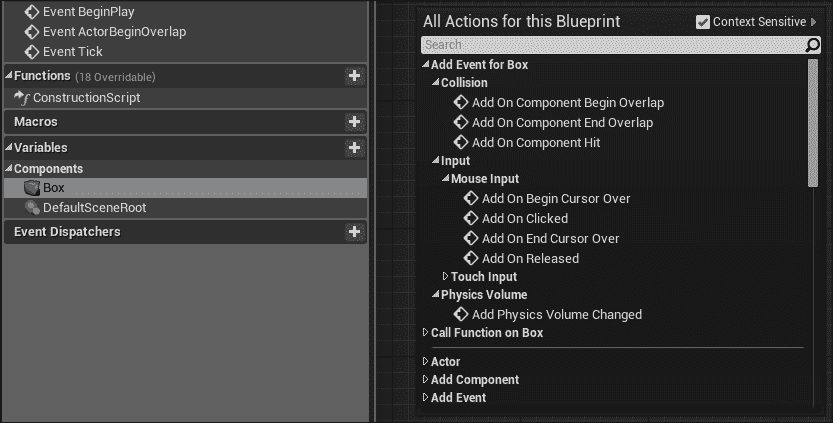 Event BeginPlay
Event ActorBeginOverlap
Event Tick
Functions (18 Overridable)
ConstructionScript
Macros
Variables
Components
Box
DefaultSceneRoot
Event Dispatchers
All Actions for this Blueprint
Context Sensitive
Search
Add Event for Box
Collision
Add On Component Begin Overlap
Add On Component End Overlap
Add On Component Hit
Input
Mouse Input
Add On Begin Cursor Over
Add On Clicked
Add On End Cursor Over
Add On Released
Touch Input
Physics Volume
Add Physics Volume Changed
Call Function on Box
Actor
Add Component
Add Event